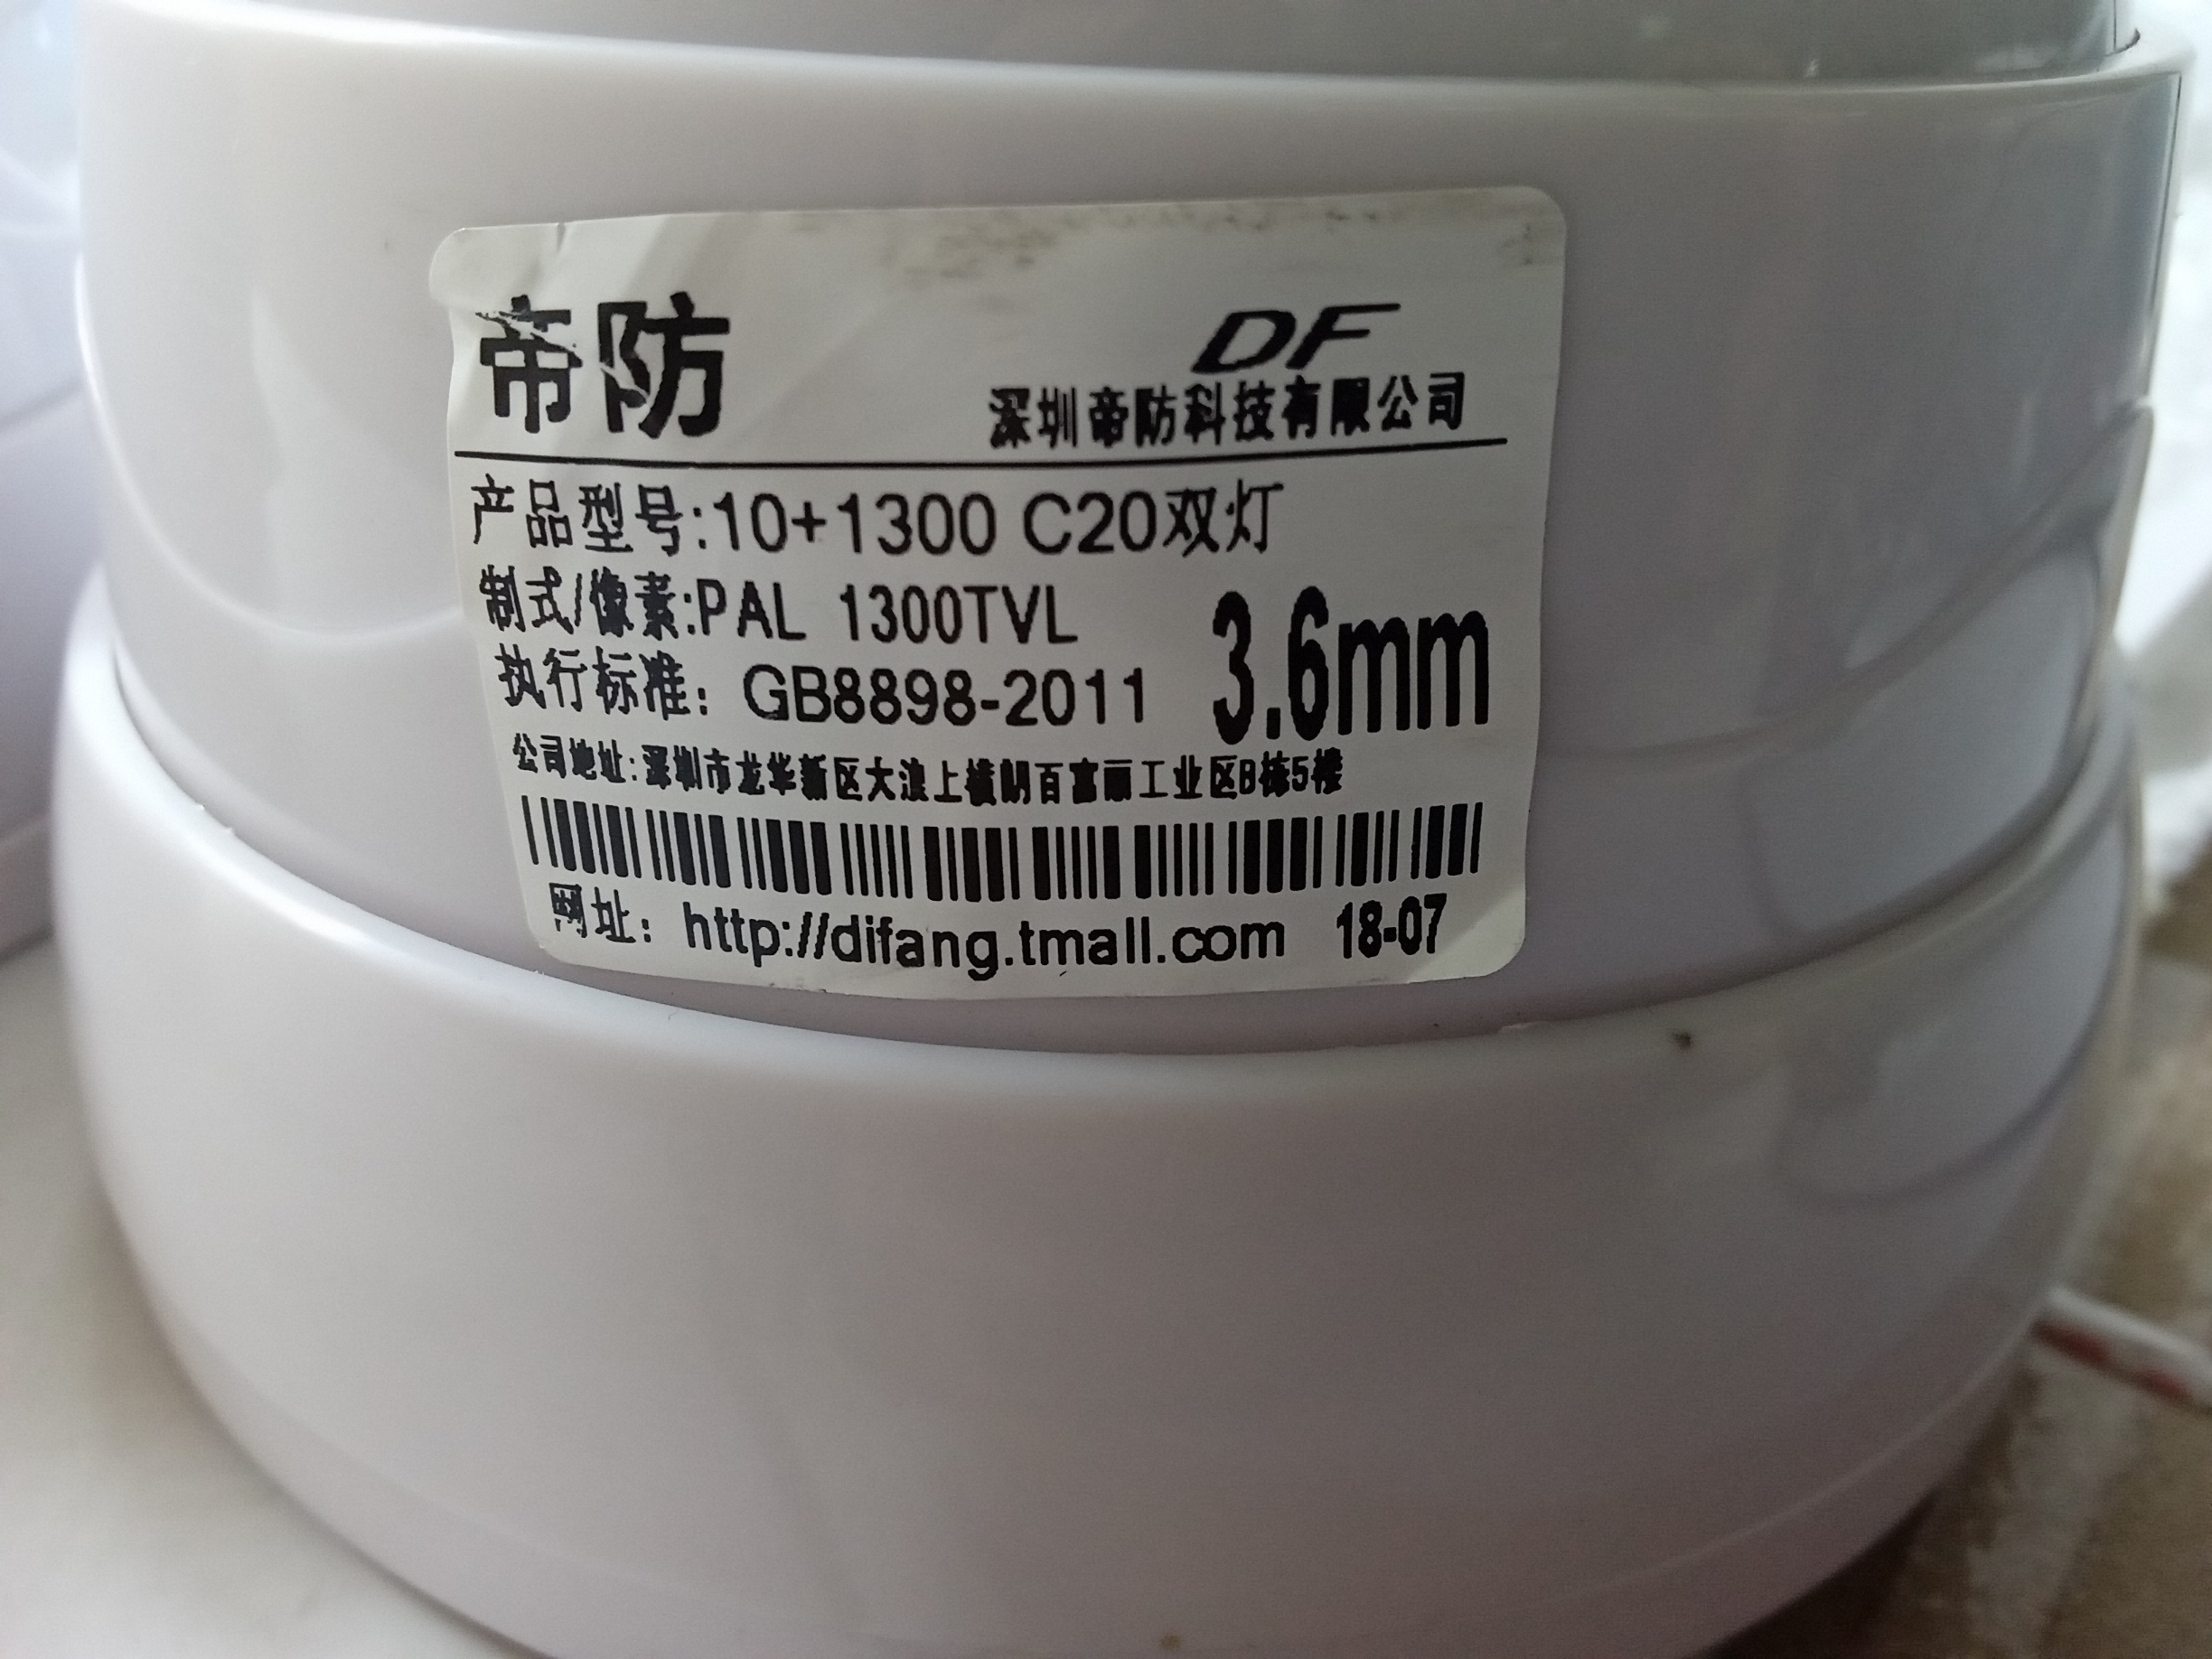 帝防
DF
深圳帝防科技有限公司
产品型号:10+1300 C20双灯
制式/像素:PAL 1300TVL
执行标准：GB8898-2011
3.6mm
公司地址:深圳市龙华新区大浪上横朗百富丽工业区B栋5楼
网址：http://difang.tmall.com 18-07